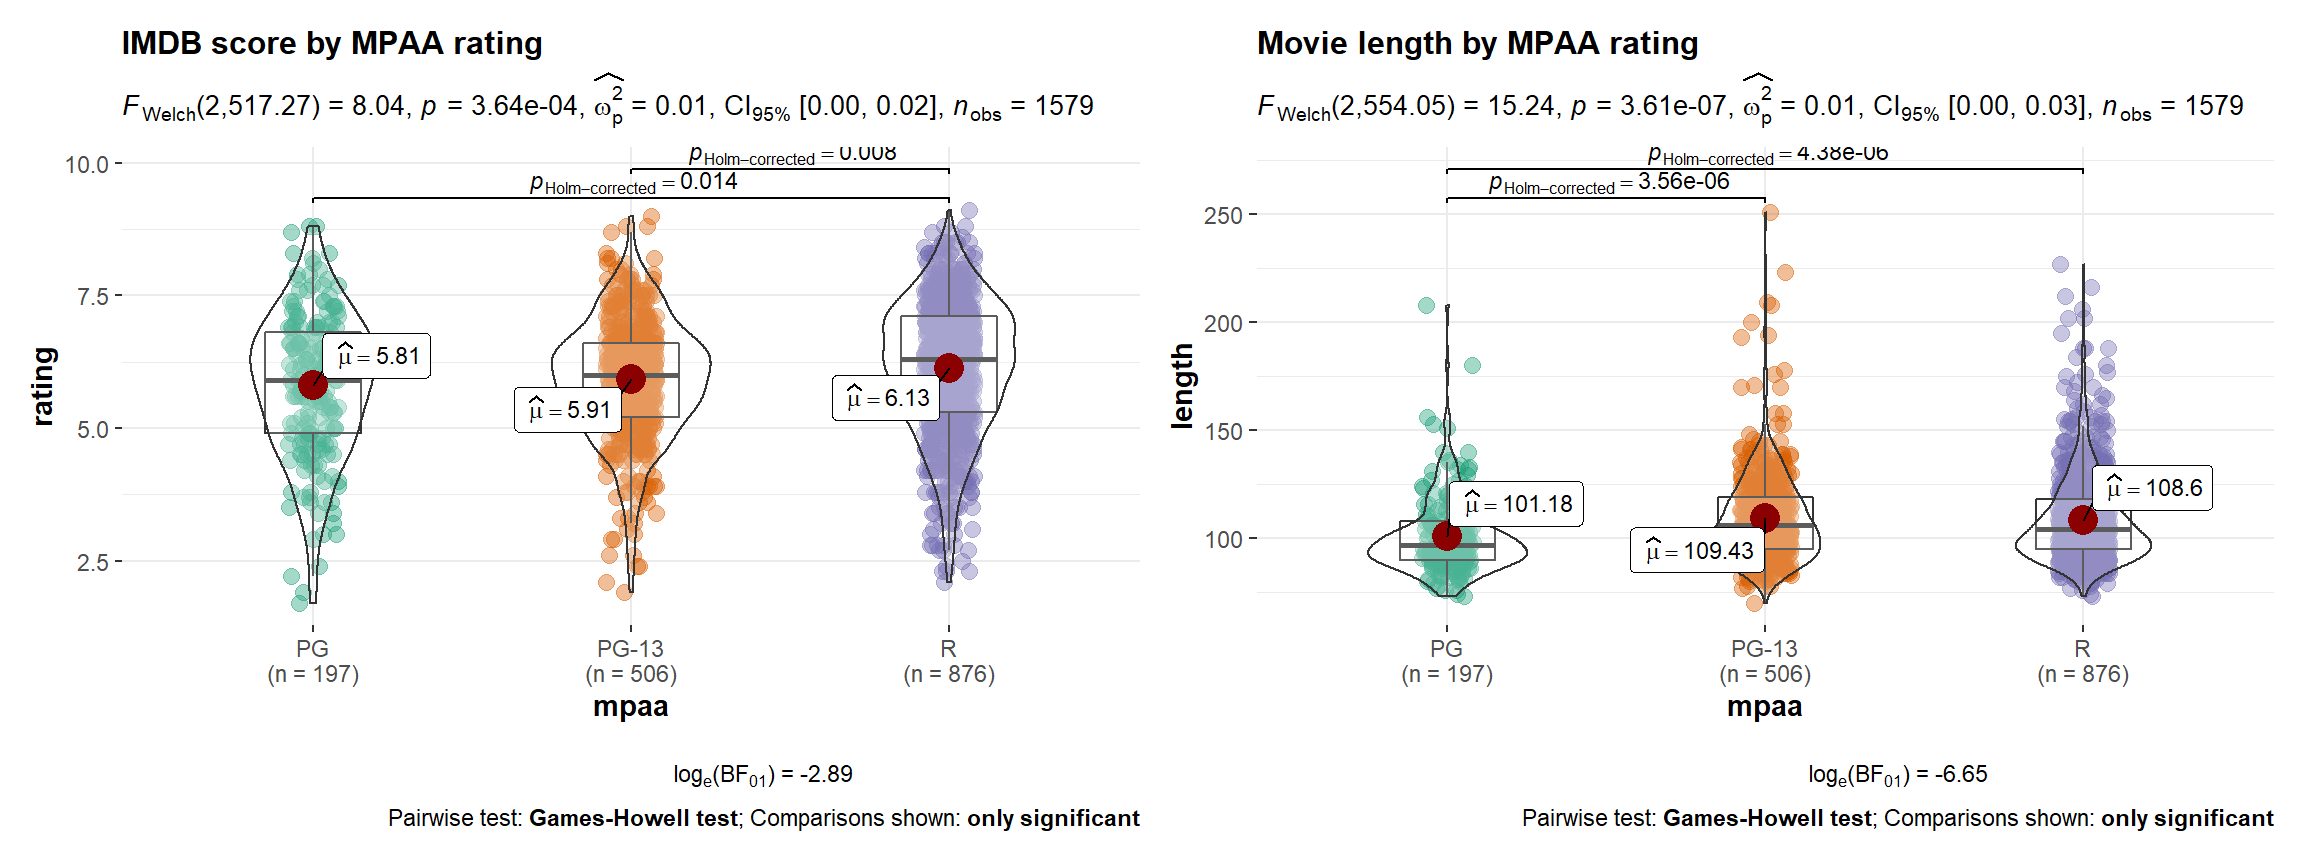 IMDB score by MPAA rating
F_Welch(2,517.27) = 8.04, p = 3.64e-04, ω̂²_p = 0.01, CI_95% [0.00, 0.02], n_obs = 1579
p_Holm−corrected = 0.008
p_Holm−corrected = 0.014
10.0
7.5
5.0
2.5
rating
μ̂ = 5.81
μ̂ = 5.91
μ̂ = 6.13
PG
(n = 197)
PG-13
(n = 506)
R
(n = 876)
mpaa
log_e(BF_01) = -2.89
Pairwise test: Games-Howell test; Comparisons shown: only significant
Movie length by MPAA rating
F_Welch(2,554.05) = 15.24, p = 3.61e-07, ω̂²_p = 0.01, CI_95% [0.00, 0.03], n_obs = 1579
p_Holm−corrected = 4.38e-06
p_Holm−corrected = 3.56e-06
250
200
150
100
length
μ̂ = 101.18
μ̂ = 109.43
μ̂ = 108.6
PG
(n = 197)
PG-13
(n = 506)
R
(n = 876)
mpaa
log_e(BF_01) = -6.65
Pairwise test: Games-Howell test; Comparisons shown: only significant